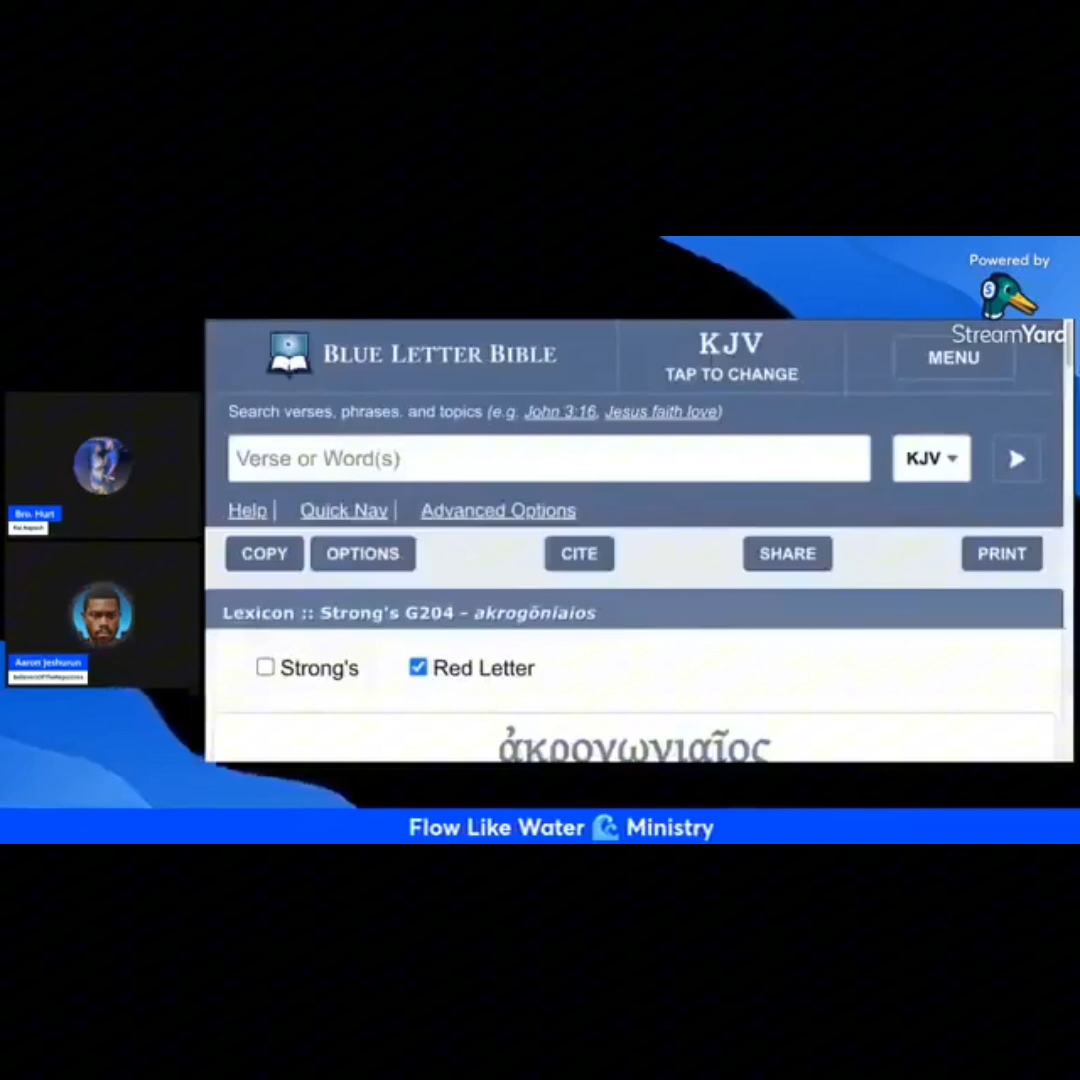 Powered by
StreamYard
BLUE LETTER BIBLE
KJV
TAP TO CHANGE
MENU
Search verses, phrases. and topics (e.g. John 3:16, Jesus faith love)
Verse or Word(s)
KJV
Help | Quick Nav | Advanced Options
COPY OPTIONS CITE SHARE PRINT
Lexicon :: Strong's G204 - akrogōniaios
Strong's Red Letter
ἀκρογωνιαῖος
Bro. Hurt
Aaron Jeshurun
Flow Like Water 🌊 Ministry